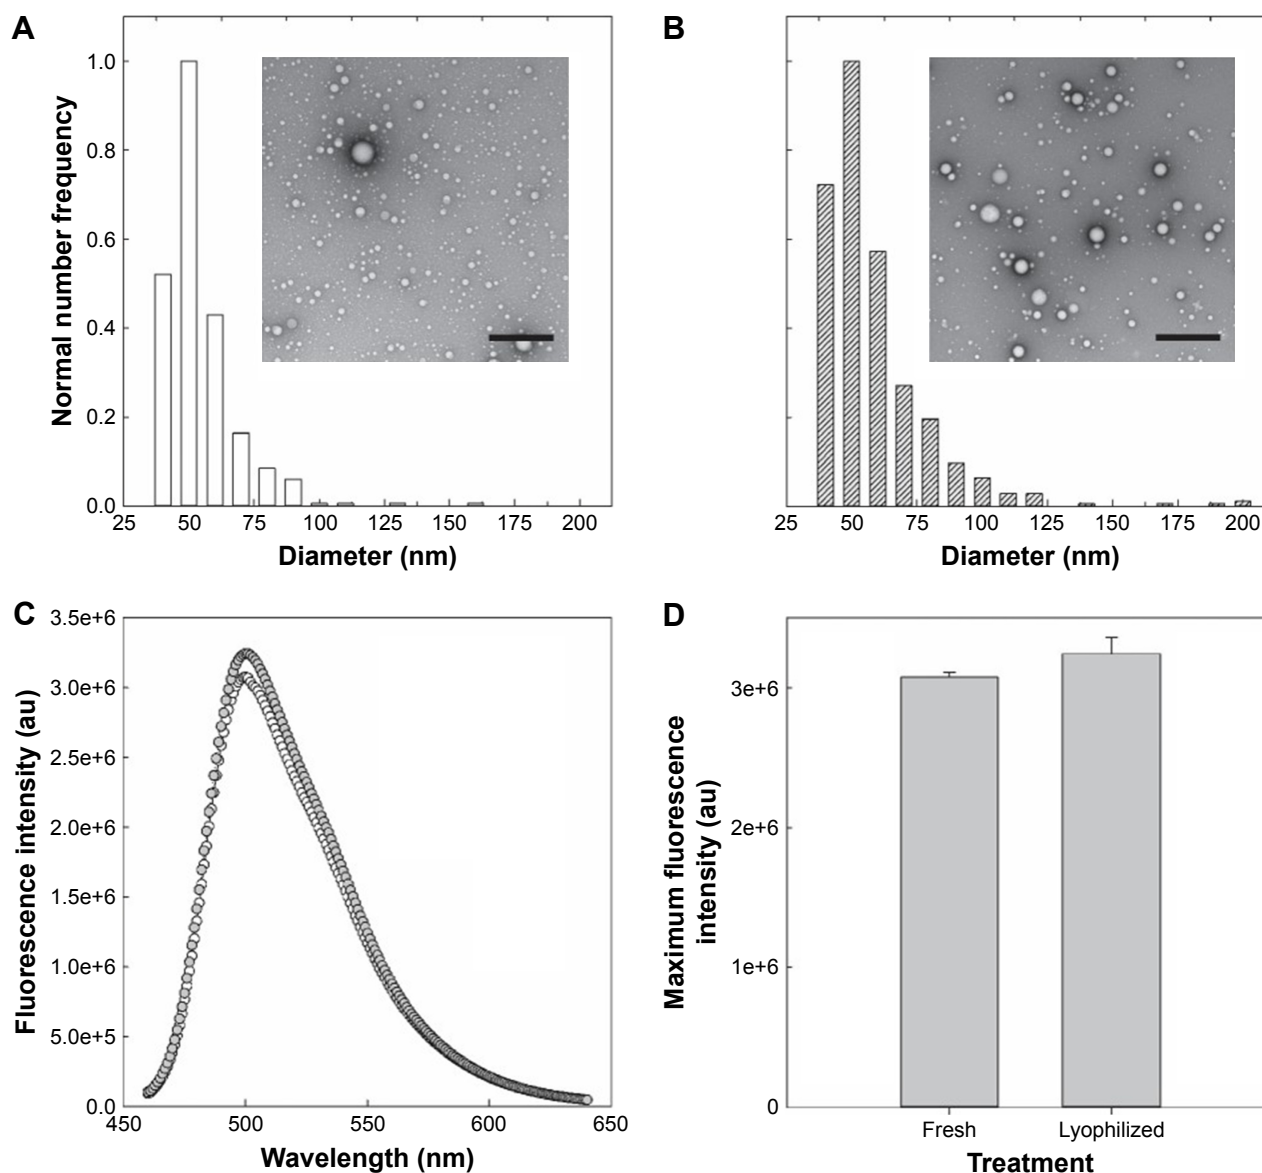 A
Normal number frequency
1.0
0.8
0.6
0.4
0.2
0.0
25 50 75 100 125 150 175 200
Diameter (nm)
B
25 50 75 100 125 150 175 200
Diameter (nm)
C
Fluorescence intensity (au)
3.5e+6
3.0e+6
2.5e+6
2.0e+6
1.5e+6
1.0e+6
5.0e+5
0.0
450 500 550 600 650
Wavelength (nm)
D
Maximum fluorescence
intensity (au)
3e+6
2e+6
1e+6
0
Fresh Lyophilized
Treatment